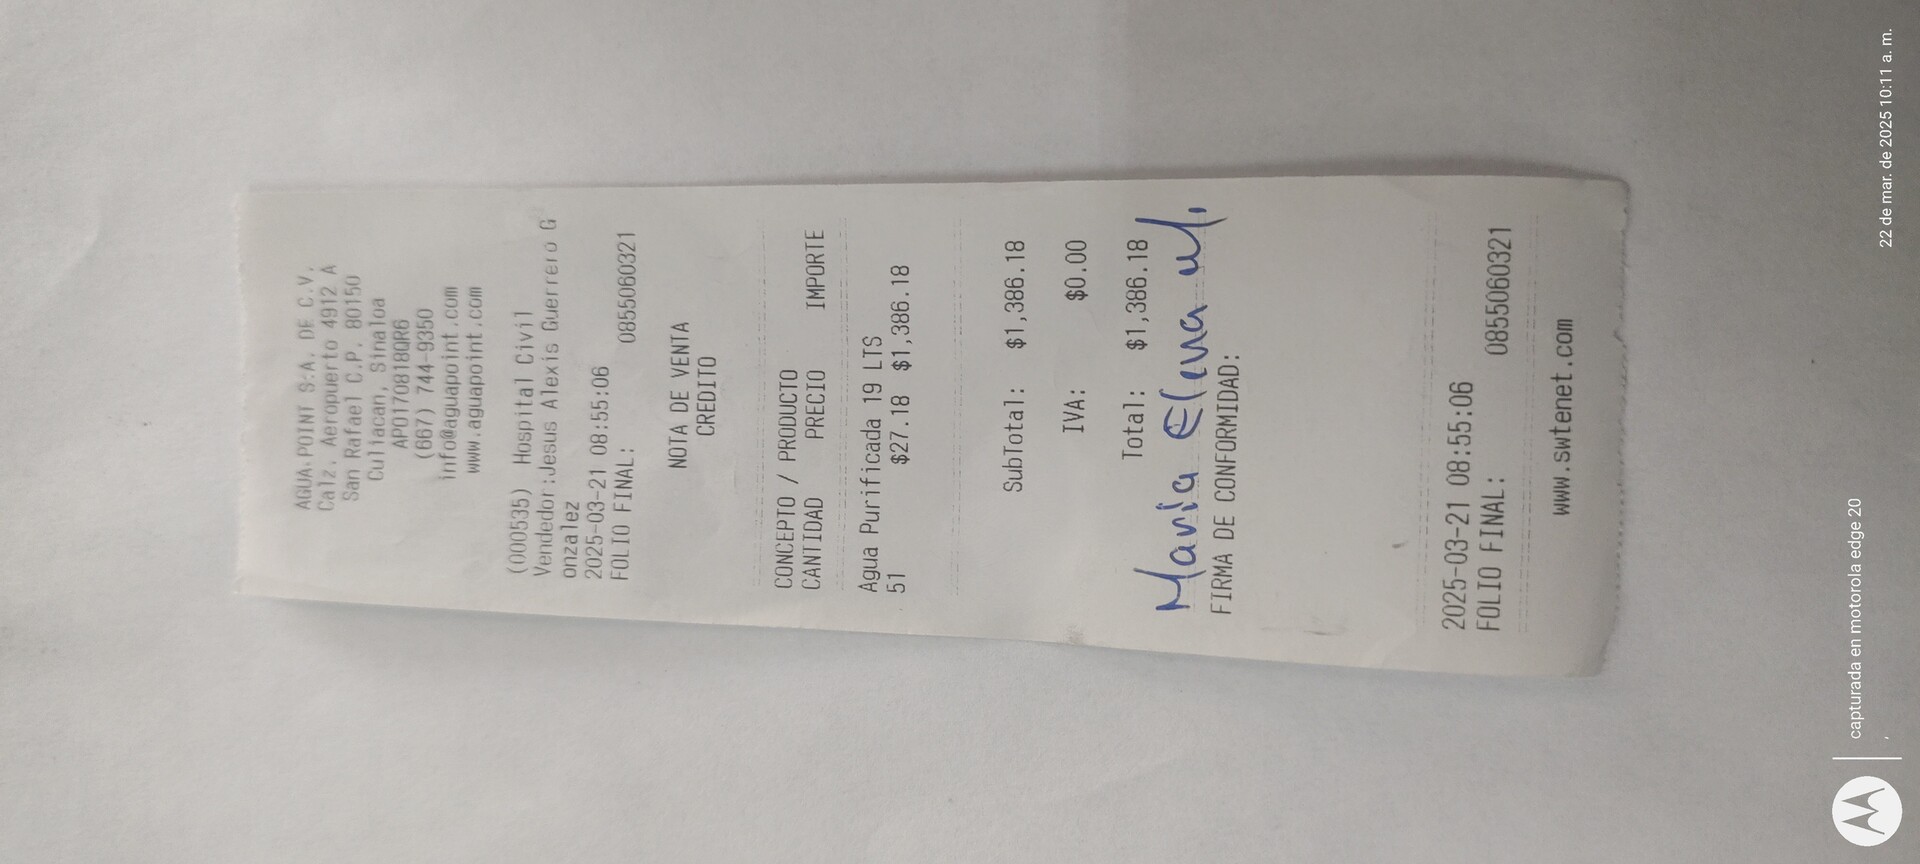 AGUA POINT S.A. DE C.V.
Calz. Aeropuerto 4912 A
San Rafael C.P. 80150
Culiacan, Sinaloa
APO170818QR6
(667) 744-9350
info@aguapoint.com
www.aguapoint.com
(000535) Hospital Civil
Vendedor:Jesus Alexis Guerrero G
onzalez
2025-03-21 08:55:06
FOLIO FINAL: 0855060321
NOTA DE VENTA
CREDITO
CONCEPTO / PRODUCTO
CANTIDAD PRECIO IMPORTE
Agua Purificada 19 LTS
51 $27.18 $1,386.18
SubTotal: $1,386.18
IVA: $0.00
Total: $1,386.18
Maria Elena M.
FIRMA DE CONFORMIDAD:
2025-03-21 08:55:06
FOLIO FINAL: 0855060321
www.swtenet.com
capturada en motorola edge 20
22 de mar. de 2025 10:11 a. m.